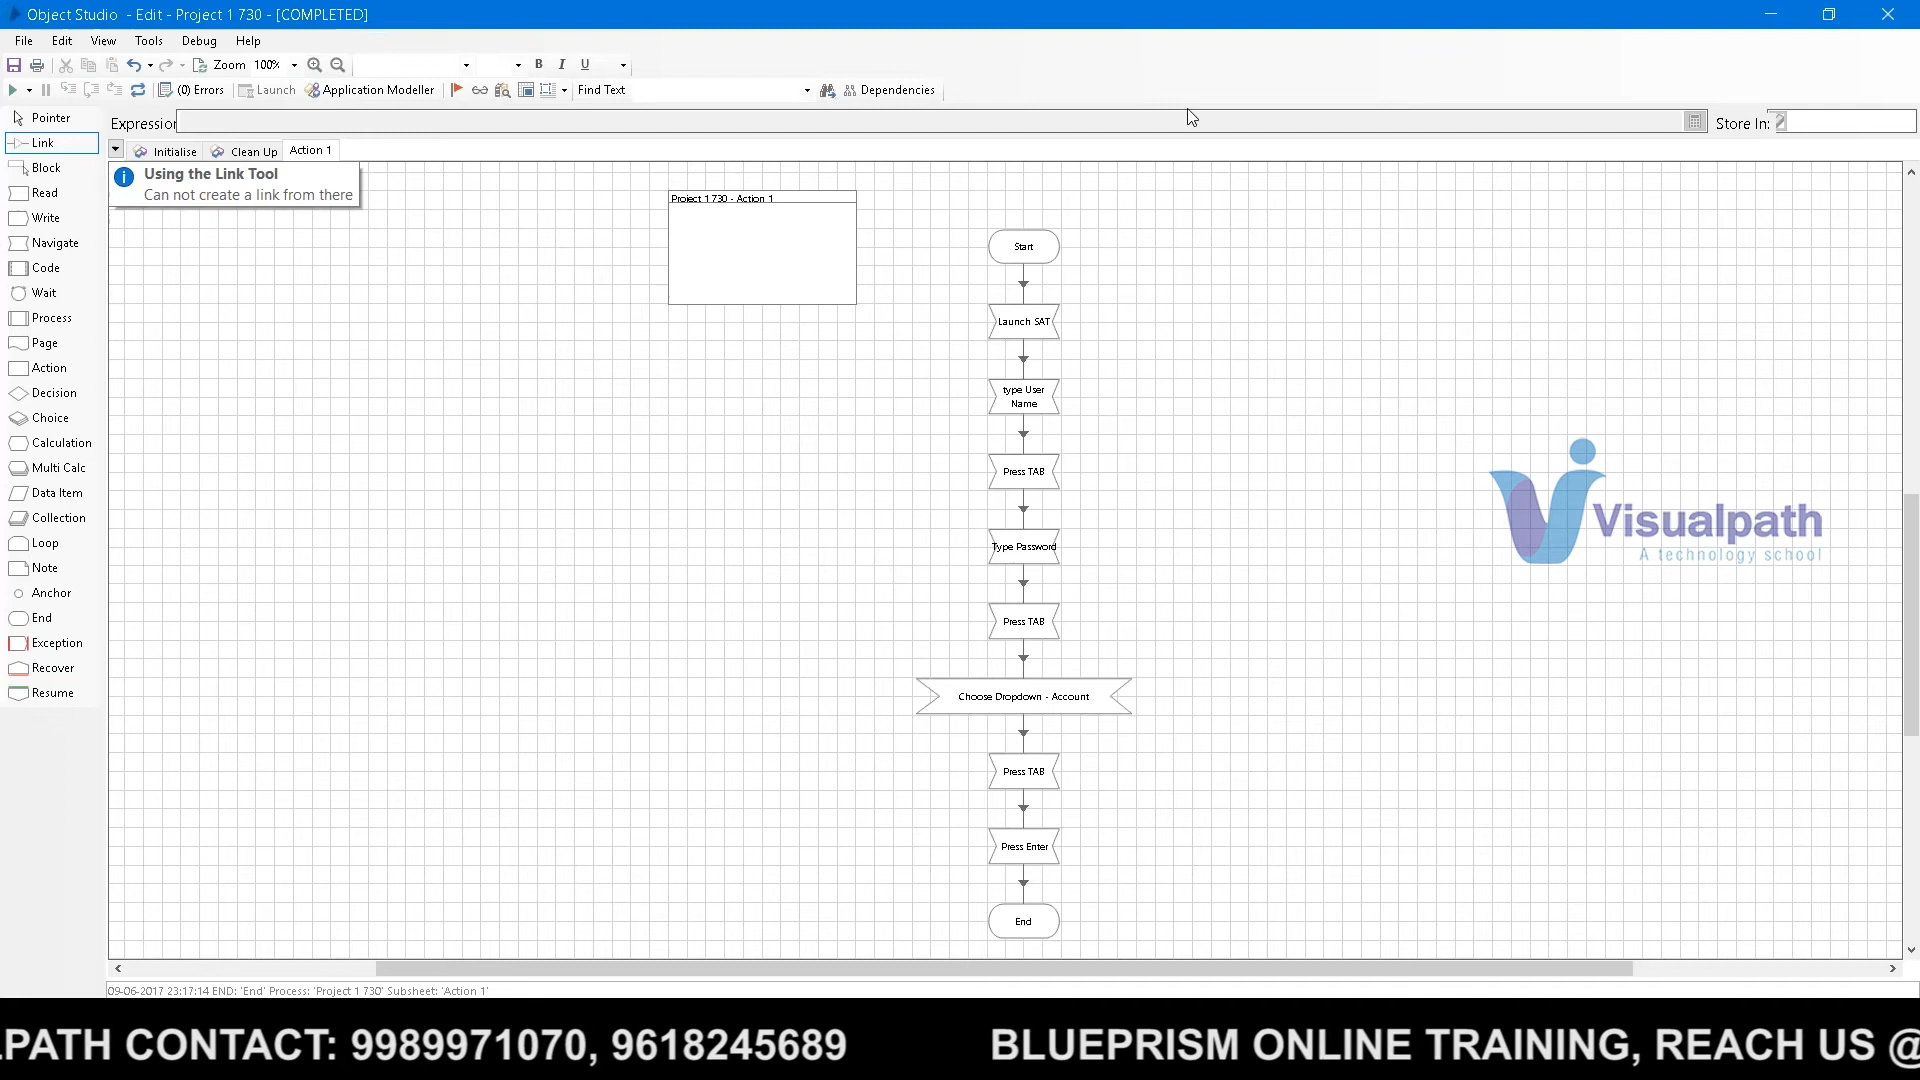 Object Studio - Edit - Project 1 730 - [COMPLETED]
File Edit View Tools Debug Help
Zoom 100% B I U
(0) Errors Launch Application Modeller Find Text Dependencies
Pointer
Expression Store In:
Link
Initialise Clean Up Action 1
Block
Using the Link Tool
Can not create a link from there
Read
Write
Navigate
Code
Wait
Process
Page
Action
Decision
Choice
Calculation
Multi Calc
Data Item
Collection
Loop
Note
Anchor
End
Exception
Recover
Resume
Project 1 730 - Action 1
Start
Launch SAT
type User
Name
Press TAB
Type Password
Press TAB
Choose Dropdown - Account
Press TAB
Press Enter
End
Visualpath
A technology school
09-06-2017 23:17:14 END: 'End' Process: 'Project 1 730' Subsheet: 'Action 1'
PATH CONTACT: 9989971070, 9618245689 BLUEPRISM ONLINE TRAINING, REACH US @